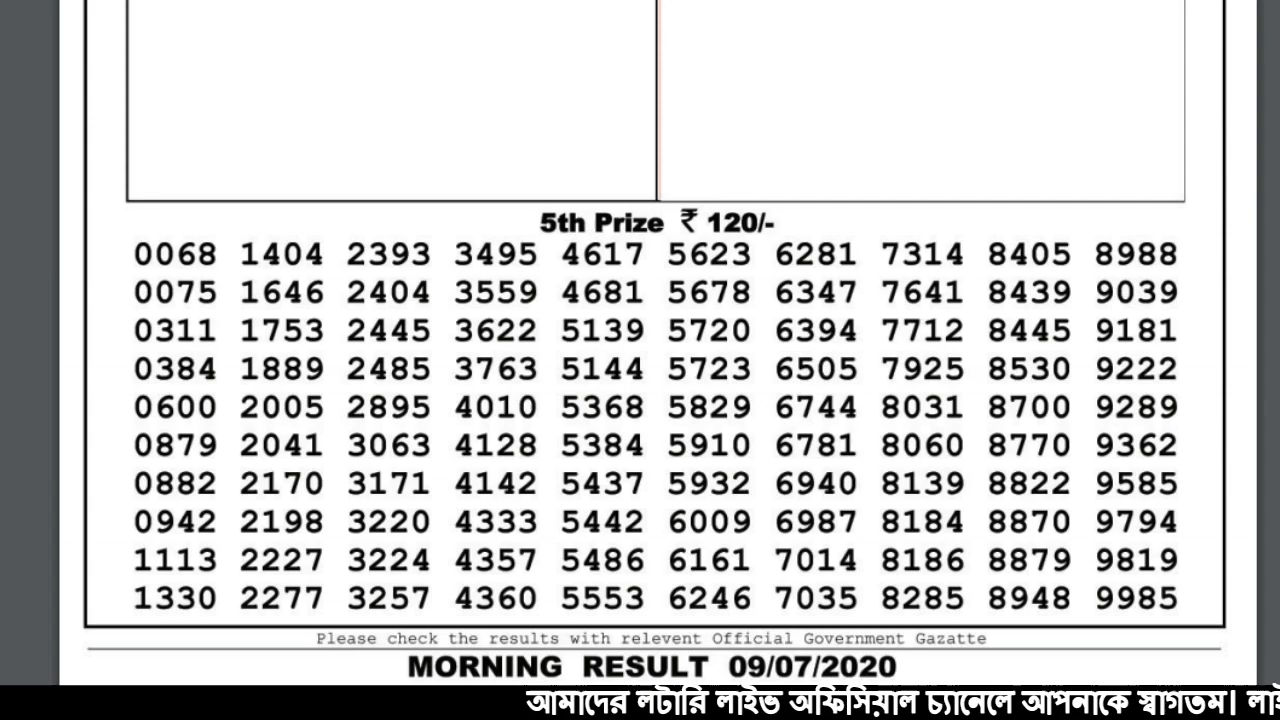 5th Prize ₹ 120/-
0068 1404 2393 3495 4617 5623 6281 7314 8405 8988
0075 1646 2404 3559 4681 5678 6347 7641 8439 9039
0311 1753 2445 3622 5139 5720 6394 7712 8445 9181
0384 1889 2485 3763 5144 5723 6505 7925 8530 9222
0600 2005 2895 4010 5368 5829 6744 8031 8700 9289
0879 2041 3063 4128 5384 5910 6781 8060 8770 9362
0882 2170 3171 4142 5437 5932 6940 8139 8822 9585
0942 2198 3220 4333 5442 6009 6987 8184 8870 9794
1113 2227 3224 4357 5486 6161 7014 8186 8879 9819
1330 2277 3257 4360 5553 6246 7035 8285 8948 9985
Please check the results with relevent Official Government Gazatte
MORNING RESULT 09/07/2020
আমাদের লটারি লাইভ অফিসিয়াল চ্যানেলে আপনাকে স্বাগতম।